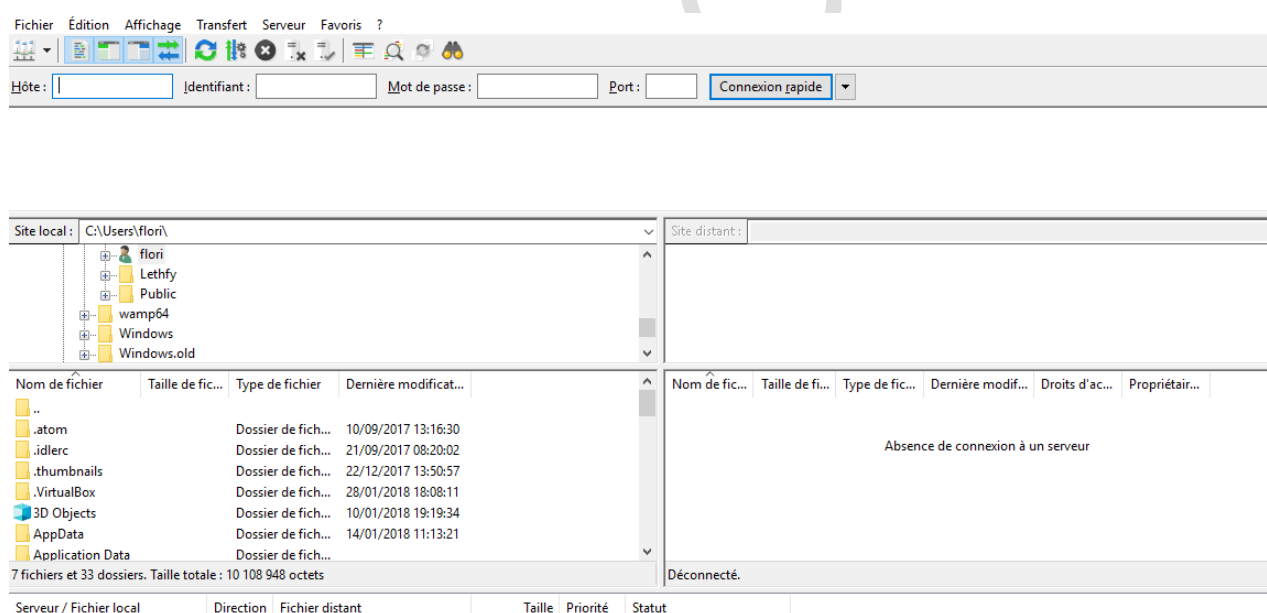 Fichier Édition Affichage Transfert Serveur Favoris ?
Hôte : Identifiant : Mot de passe : Port : Connexion rapide
Site local : C:\Users\flori\ Site distant :
flori
Lethfy
Public
wamp64
Windows
Windows.old
Nom de fichier Taille de fic... Type de fichier Dernière modificat... Nom de fic... Taille de fi... Type de fic... Dernière modif... Droits d'ac... Propriétair...
..
.atom Dossier de fich... 10/09/2017 13:16:30
.idlerc Dossier de fich... 21/09/2017 08:20:02
.thumbnails Dossier de fich... 22/12/2017 13:50:57
.VirtualBox Dossier de fich... 28/01/2018 18:08:11
3D Objects Dossier de fich... 10/01/2018 19:19:34
AppData Dossier de fich... 14/01/2018 11:13:21
Application Data Dossier de fich...
Absence de connexion à un serveur
7 fichiers et 33 dossiers. Taille totale : 10 108 948 octets Déconnecté.
Serveur / Fichier local Direction Fichier distant Taille Priorité Statut